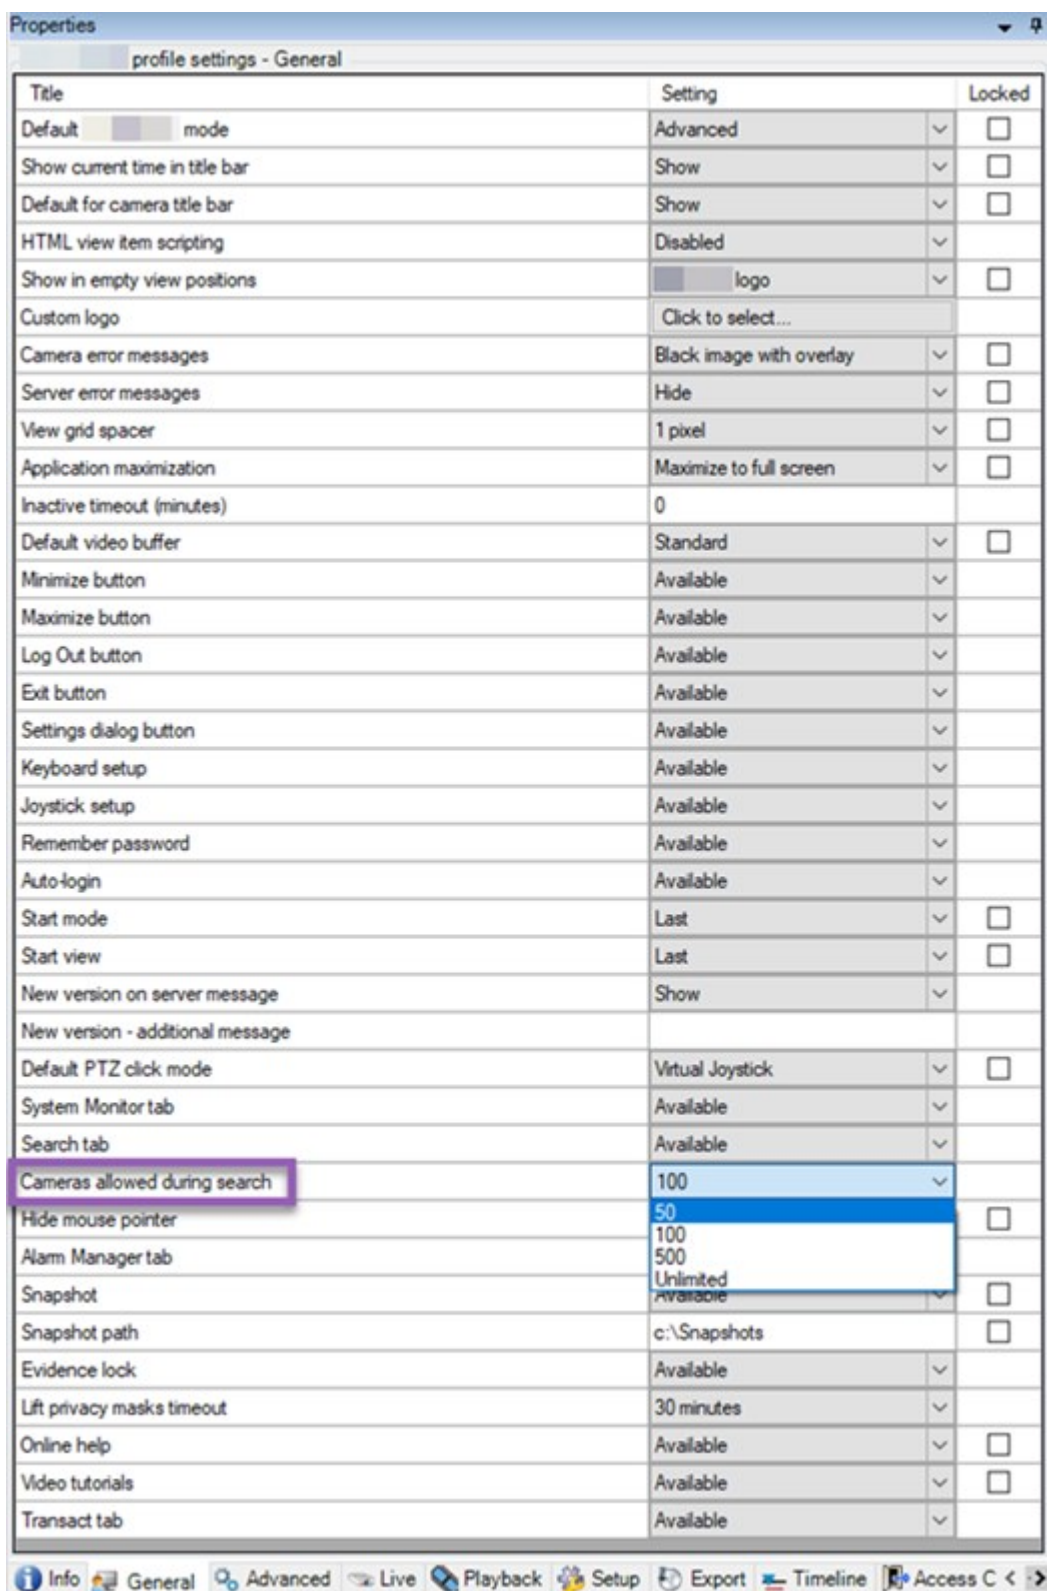 Properties
profile settings - General
Title Setting Locked
Default mode Advanced
Show current time in title bar Show
Default for camera title bar Show
HTML view item scripting Disabled
Show in empty view positions logo
Custom logo Click to select...
Camera error messages Black image with overlay
Server error messages Hide
View grid spacer 1 pixel
Application maximization Maximize to full screen
Inactive timeout (minutes) 0
Default video buffer Standard
Minimize button Available
Maximize button Available
Log Out button Available
Exit button Available
Settings dialog button Available
Keyboard setup Available
Joystick setup Available
Remember password Available
Auto-login Available
Start mode Last
Start view Last
New version on server message Show
New version - additional message
Default PTZ click mode Virtual Joystick
System Monitor tab Available
Search tab Available
Cameras allowed during search 100
Hide mouse pointer 50
100
Alarm Manager tab 500
Unlimited
Snapshot Available
Snapshot path c:\Snapshots
Evidence lock Available
Lift privacy masks timeout 30 minutes
Online help Available
Video tutorials Available
Transact tab Available
Info General Advanced Live Playback Setup Export Timeline Access C < >